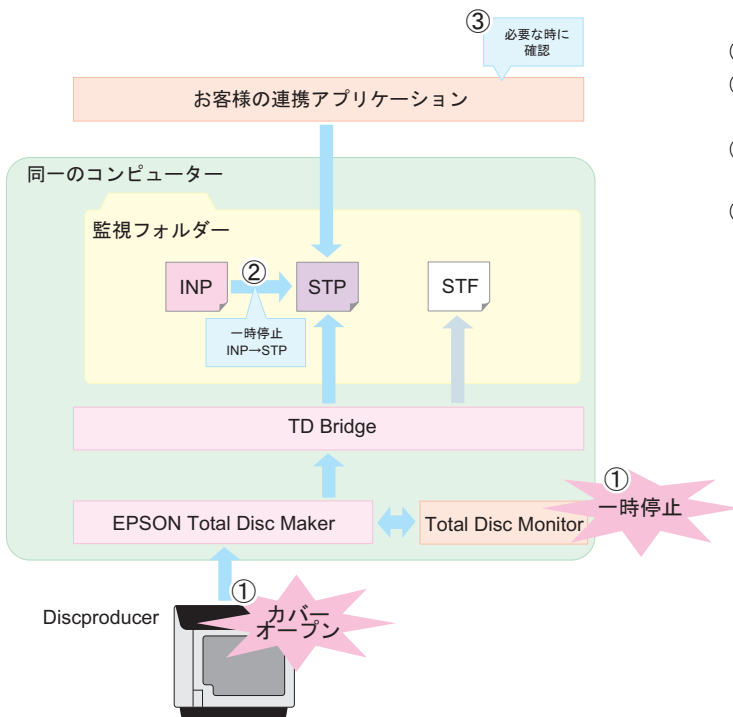 ③
必要な時に
確認
お客様の連携アプリケーション
同一のコンピューター
監視フォルダー
INP
②
STP
STF
一時停止
INP→STP
TD Bridge
①
一時停止
EPSON Total Disc Maker
Total Disc Monitor
①
Discproducer
カバー
オープン